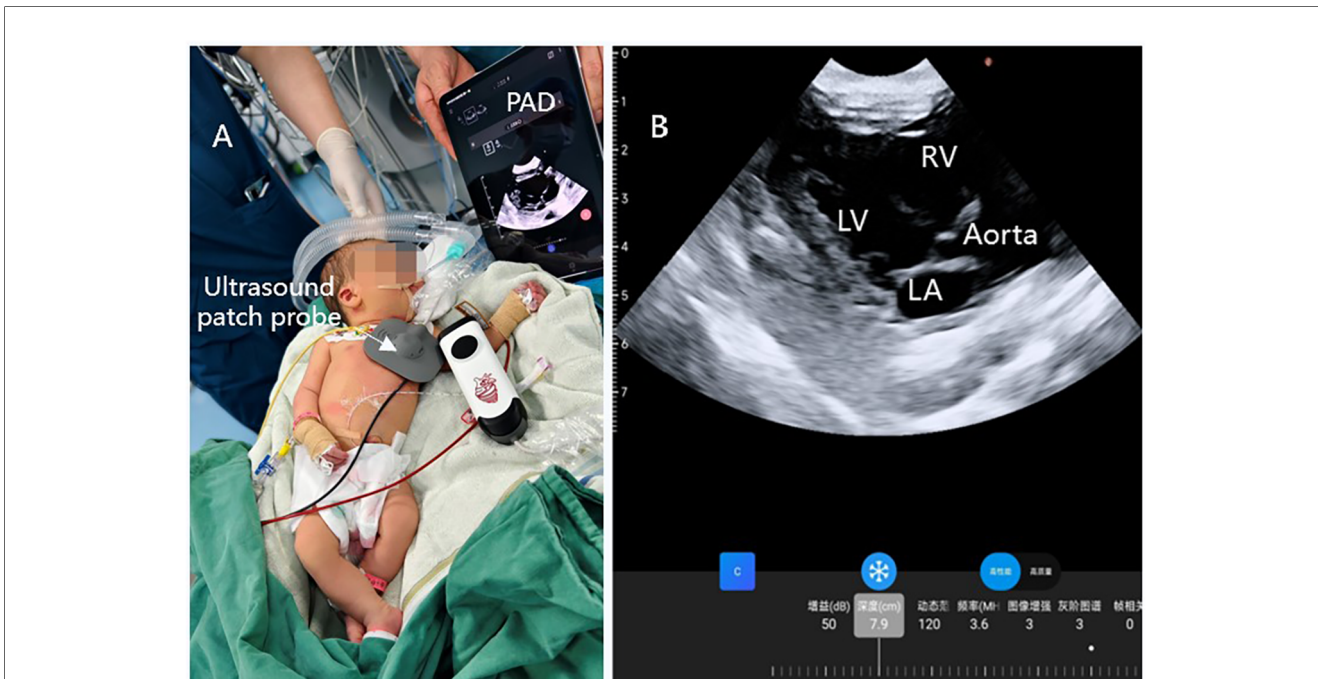 A
PAD
Ultrasound
patch probe
B
0
1
2
3
4
5
6
7
RV
LV
Aorta
LA
C
高性能
高质量
增益(dB) 深度(cm) 动态范 频率(MH 图像增强 灰阶图谱 帧相关
50 7.9 120 3.6 3 3 0